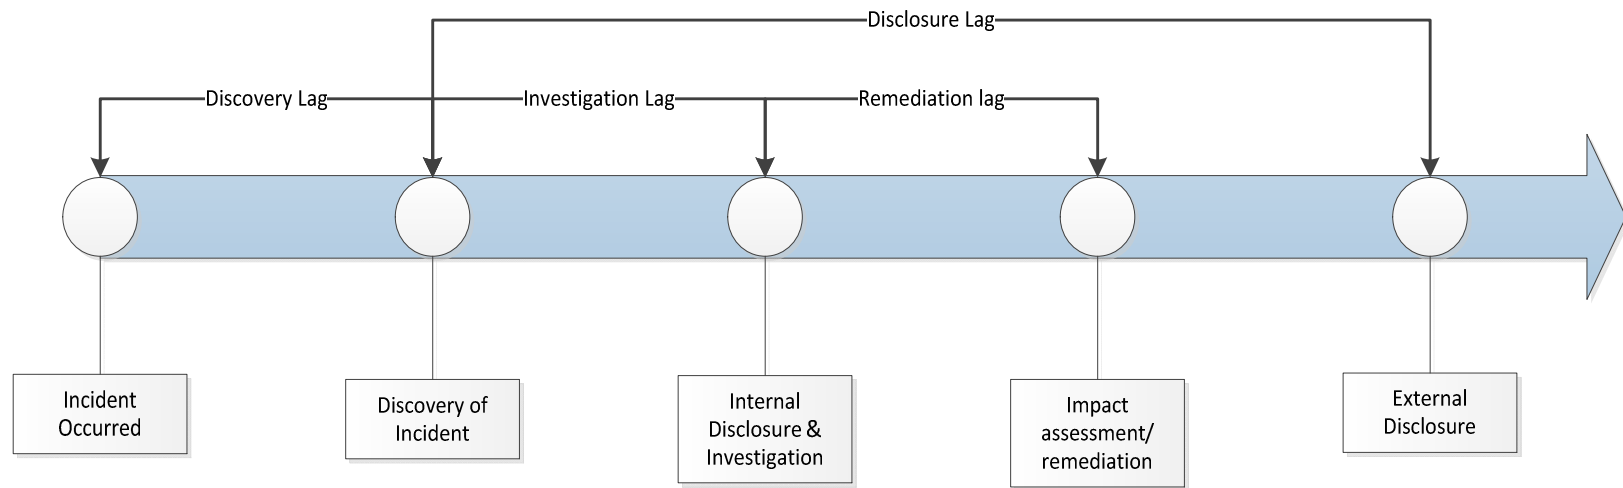 Disclosure Lag
Discovery Lag
Investigation Lag
Remediation lag
Incident
Occurred
Discovery of
Incident
Internal
Disclosure &
Investigation
Impact
assessment/
remediation
External
Disclosure